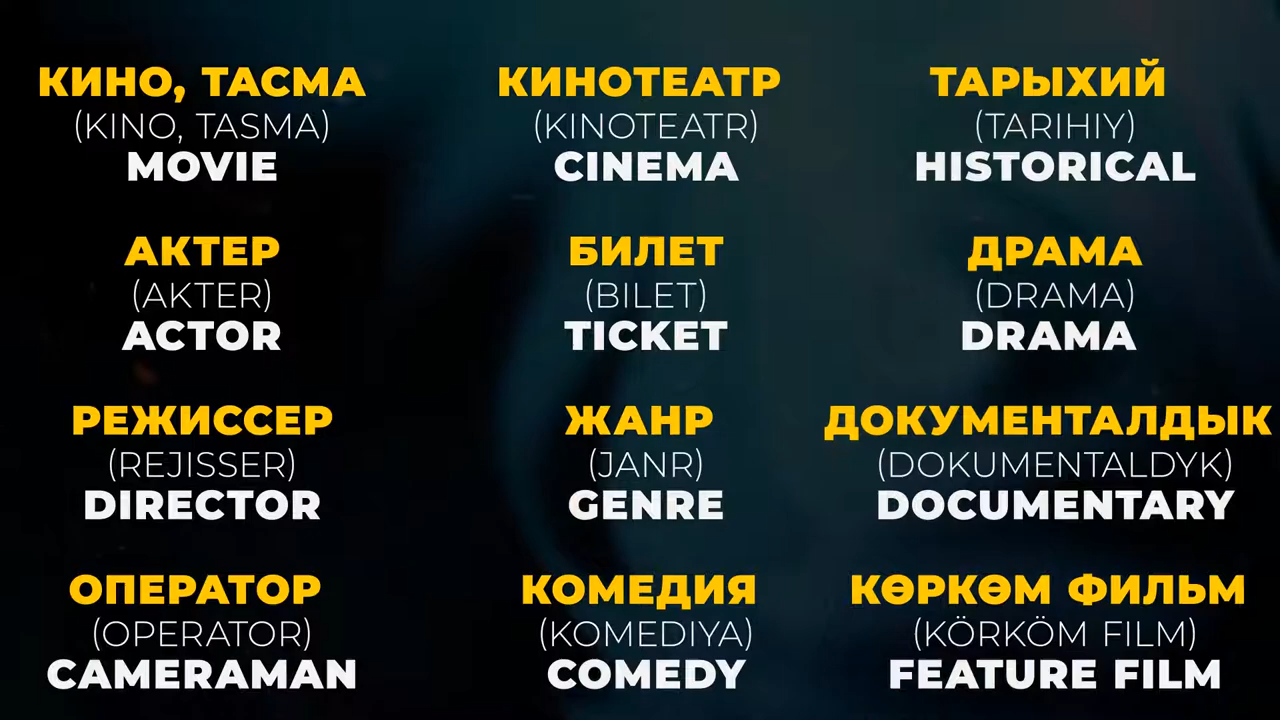 КИНО, ТАСМА
(KINO, TASMA)
MOVIE
АКТЕР
(AKTER)
ACTOR
РЕЖИССЕР
(REJISSER)
DIRECTOR
ОПЕРАТОР
(OPERATOR)
CAMERAMAN
КИНОТЕАТР
(KINOTEATR)
CINEMA
БИЛЕТ
(BILET)
TICKET
ЖАНР
(JANR)
GENRE
КОМЕДИЯ
(KOMEDIYA)
COMEDY
ТАРЫХИЙ
(TARIHIY)
HISTORICAL
ДРАМА
(DRAMA)
DRAMA
ДОКУМЕНТАЛДЫК
(DOKUMENTALDYK)
DOCUMENTARY
КӨРКӨМ ФИЛЬМ
(KÖRKÖM FILM)
FEATURE FILM